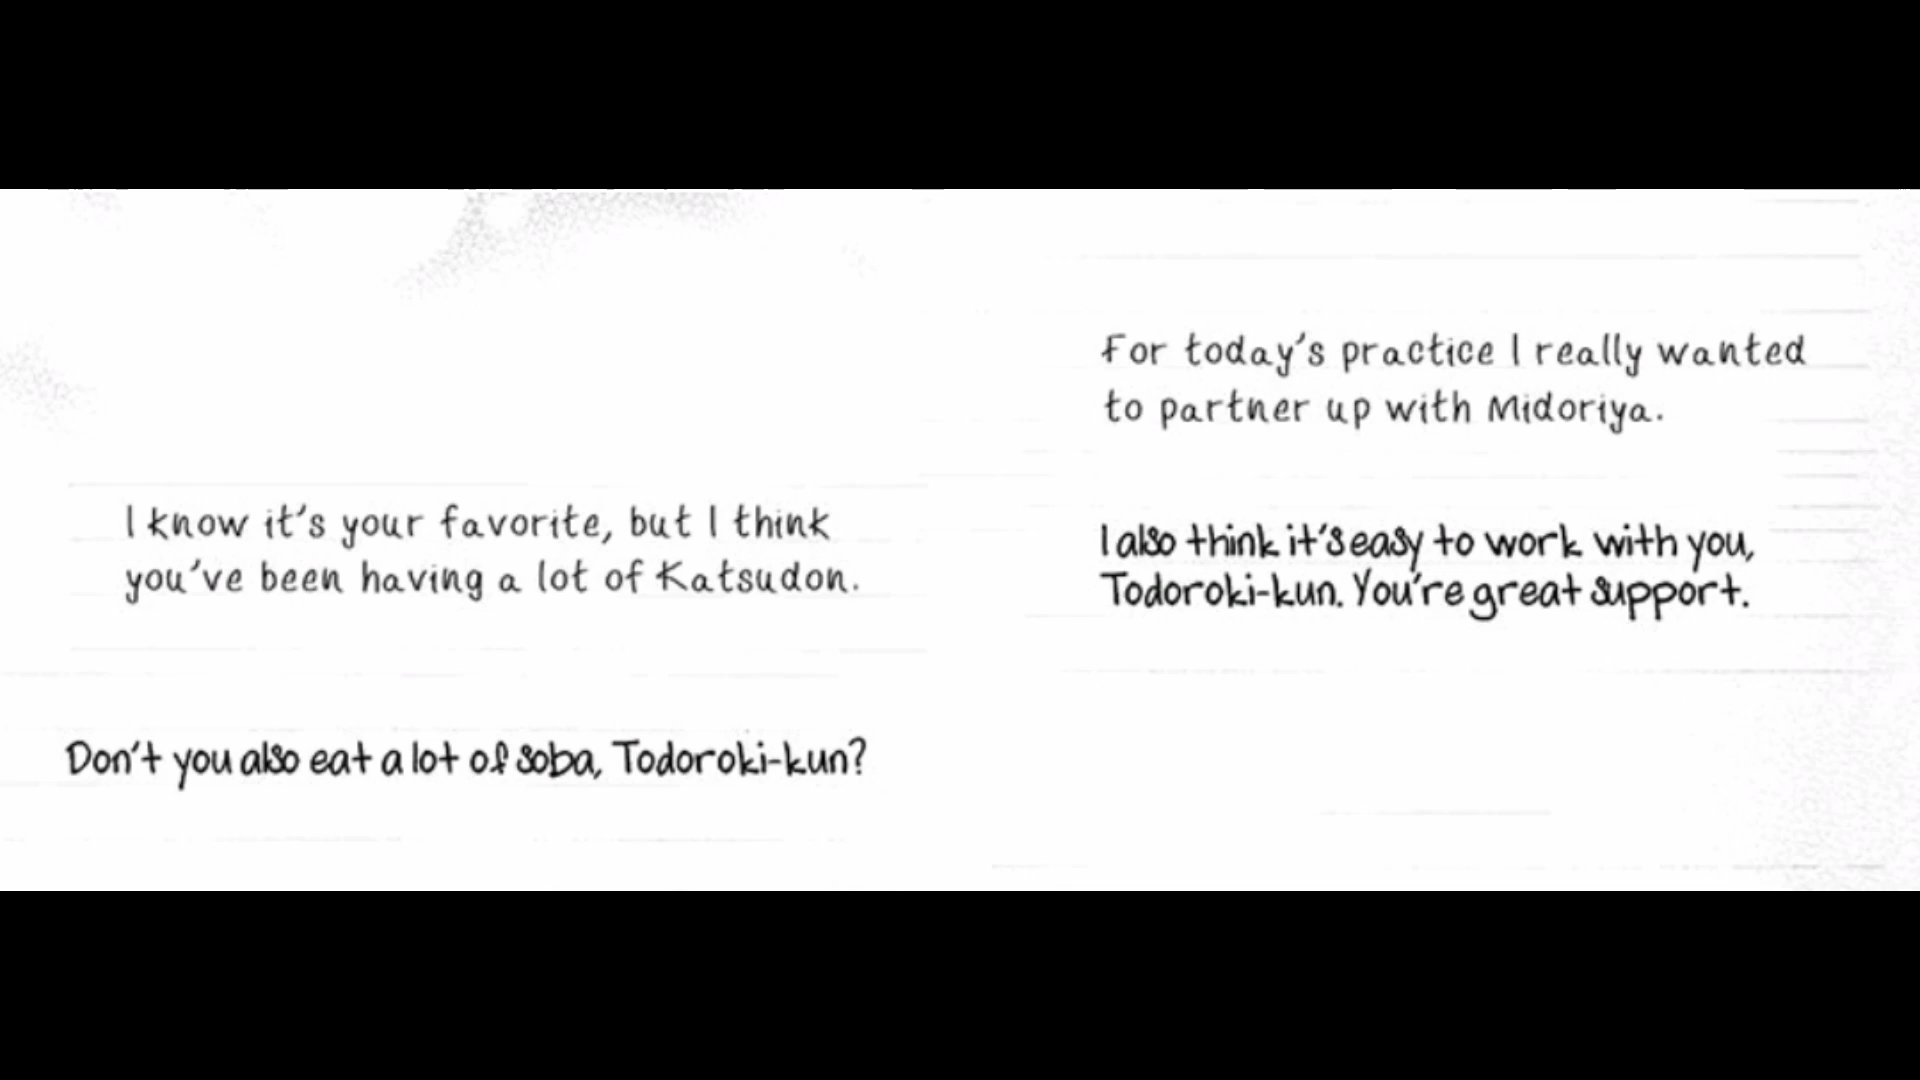 I know it's your favorite, but I think
you've been having a lot of Katsudon.
Don't you also eat a lot of soba, Todoroki-kun?
For today's practice I really wanted
to partner up with Midoriya.
I also think it's easy to work with you,
Todoroki-kun. You're great support.